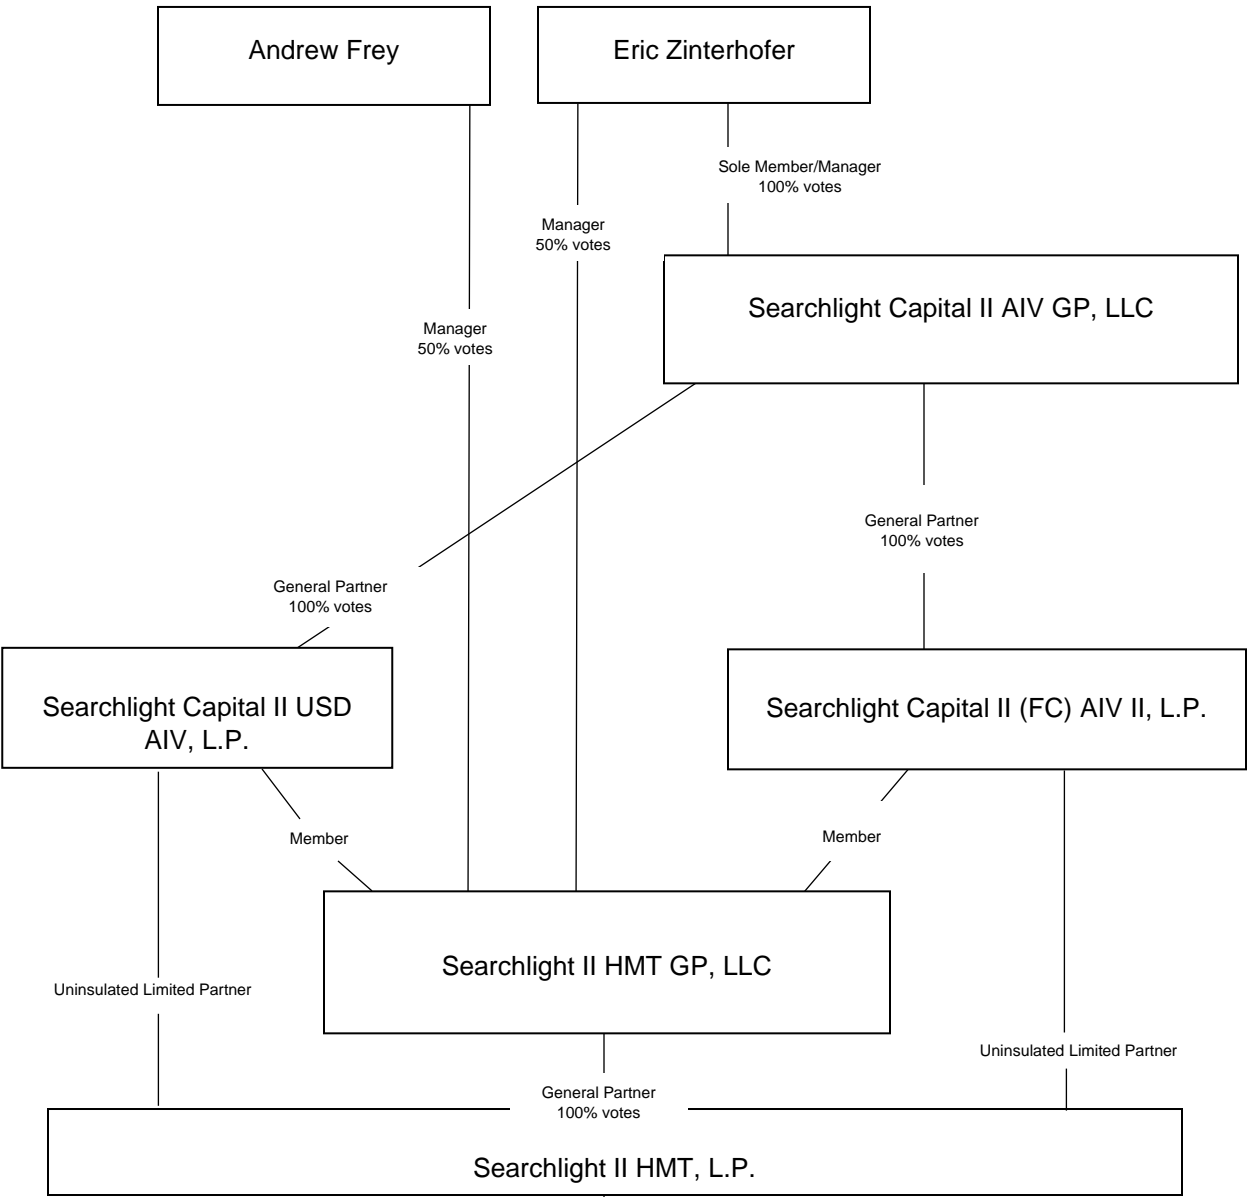 Andrew Frey
Eric Zinterhofer
Sole Member/Manager
100% votes
Manager
50% votes
Searchlight Capital II AIV GP, LLC
Manager
50% votes
General Partner
100% votes
General Partner
100% votes
Searchlight Capital II USD
AIV, L.P.
Searchlight Capital II (FC) AIV II, L.P.
Member
Member
Searchlight II HMT GP, LLC
Uninsulated Limited Partner
Uninsulated Limited Partner
General Partner
100% votes
Searchlight II HMT, L.P.